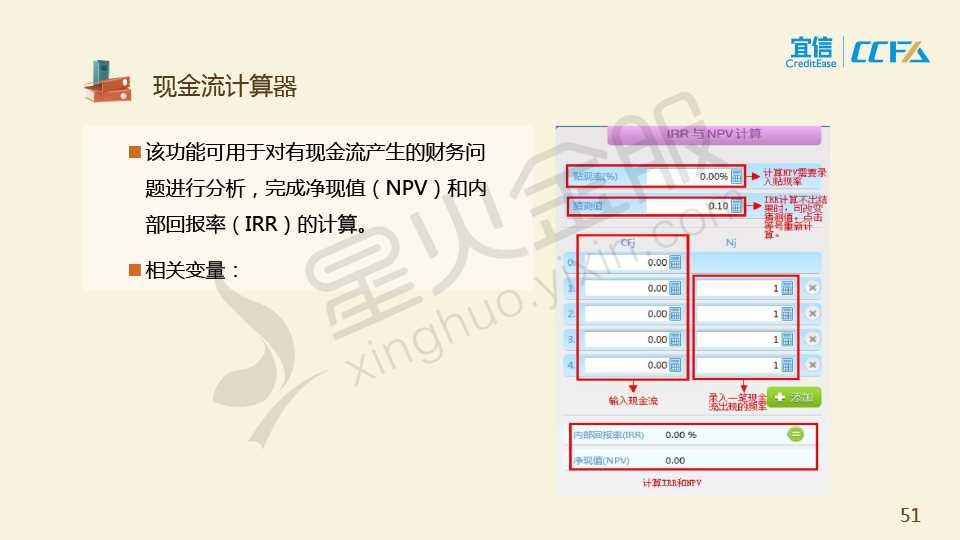 宜信
CreditEase
CCFA
现金流计算器
该功能可用于对有现金流产生的财务问
题进行分析，完成净现值（NPV）和内
部回报率（IRR）的计算。
相关变量：
IRR 与 NPV 计算
贴现率(%) 0.00%
计算NPV需要录
入贴现率
猜测值 0.10
IRR计算不出结
果时，可改变
猜测值，点击
等号重新计
算。
CFj Nj
0. 0.00
1. 0.00 1
2. 0.00 1
3. 0.00 1
4. 0.00 1
添加
输入现金流
录入一笔现金
流出现的频率
内部回报率(IRR) 0.00 %
净现值(NPV) 0.00
计算IRR和NPV
星火金服
xinghuo.yixin.com
51